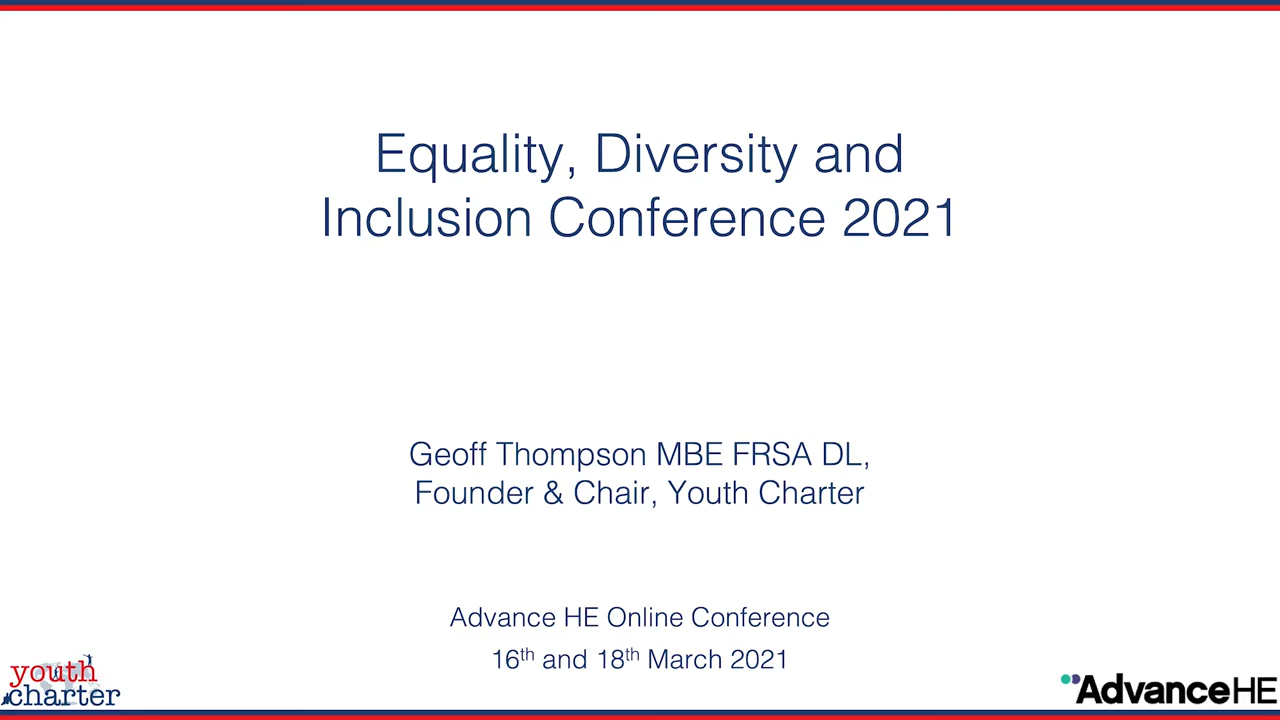 Equality, Diversity and
Inclusion Conference 2021
Geoff Thompson MBE FRSA DL,
Founder & Chair, Youth Charter
Advance HE Online Conference
16th and 18th March 2021
youth
charter
AdvanceHE